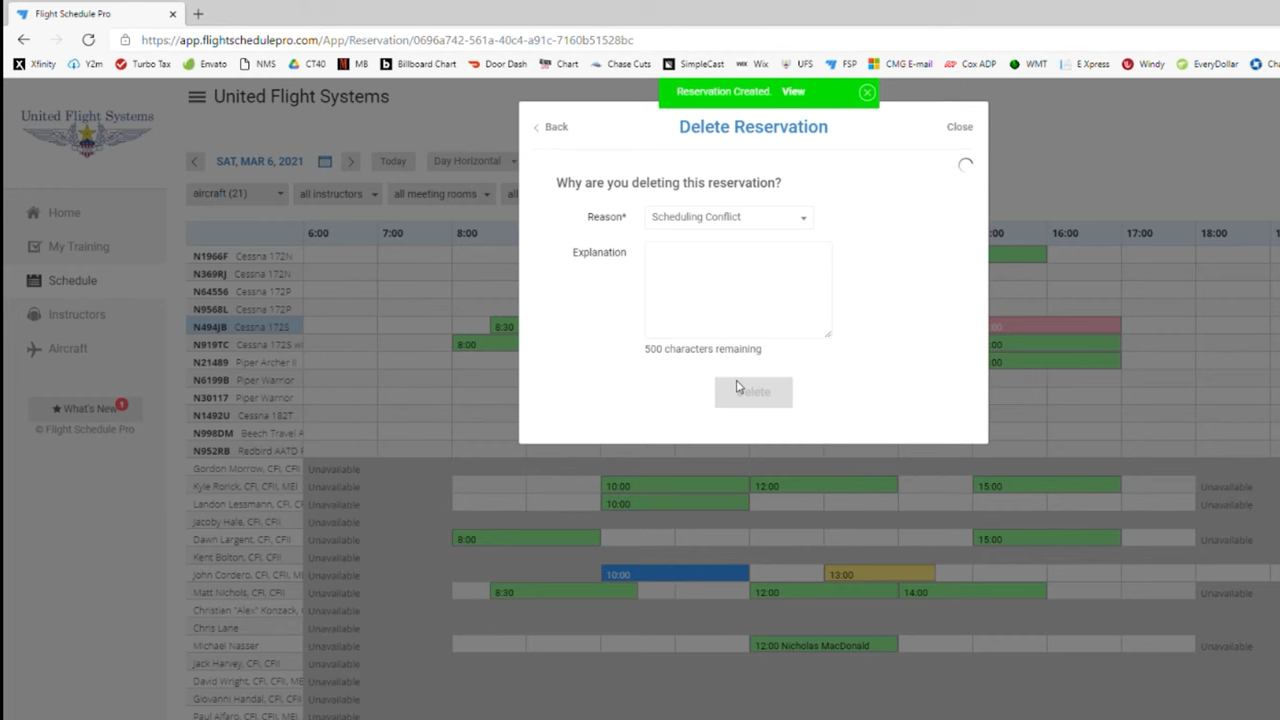 Flight Schedule Pro
https://app.flightschedulepro.com/App/Reservation/0696a742-561a-40c4-a91c-7160b51528bc
Xfinity Y2m Turbo Tax Envato NMS CT40 MB Billboard Chart Door Dash Chart Chase Cuts SimpleCast Wix UFS FSP CMG E-mail Cox ADP WMT E Xpress Windy EveryDollar
United Flight Systems
Reservation Created. View
United Flight Systems
Back Delete Reservation Close
SAT, MAR 6, 2021 Today Day Horizontal
Why are you deleting this reservation?
aircraft (21) all instructors all meeting rooms
Home
Reason* Scheduling Conflict
6:00 7:00 8:00 16:00 17:00 18:00
My Training
Explanation
N1966F Cessna 172N
N369RJ Cessna 172N
Schedule
N64556 Cessna 172P
N9568L Cessna 172P
Instructors
N494JB Cessna 172S 8:30
N919TC Cessna 172S 8:00
Aircraft
500 characters remaining
N21489 Piper Archer II
N6199B Piper Warrior
Delete
N30117 Piper Warrior
What's New 1
N1492U Cessna 182T
© Flight Schedule Pro
N998DM Beech Travel
N952RB Redbird AATD
Gordon Morrow, CFI, CFII Unavailable
Kyle Rorick, CFI, CFII, MEI Unavailable 10:00 12:00 15:00 Unavailable
Landon Lessmann, CFI, CFII Unavailable 10:00 Unavailable
Jacoby Hale, CFI, CFII Unavailable
Dawn Largent, CFI, CFII Unavailable 8:00 15:00 Unavailable
Kent Bolton, CFI, CFII Unavailable
John Cordero, CFI, CFII, M Unavailable 10:00 13:00
Matt Nichols, CFI, CFII, MEI Unavailable 8:30 12:00 14:00 Unavailable
Christian "Alex" Konzack, Unavailable
Chris Lane Unavailable
Michael Nasser Unavailable 12:00 Nicholas MacDonald Unavailable
Jack Harvey, CFI, CFII Unavailable
David Wright, CFI, CFII, Unavailable
Giovanni Handal, CFI, CFII Unavailable
Paul Alfaro, CFI, CFII, MEI Unavailable